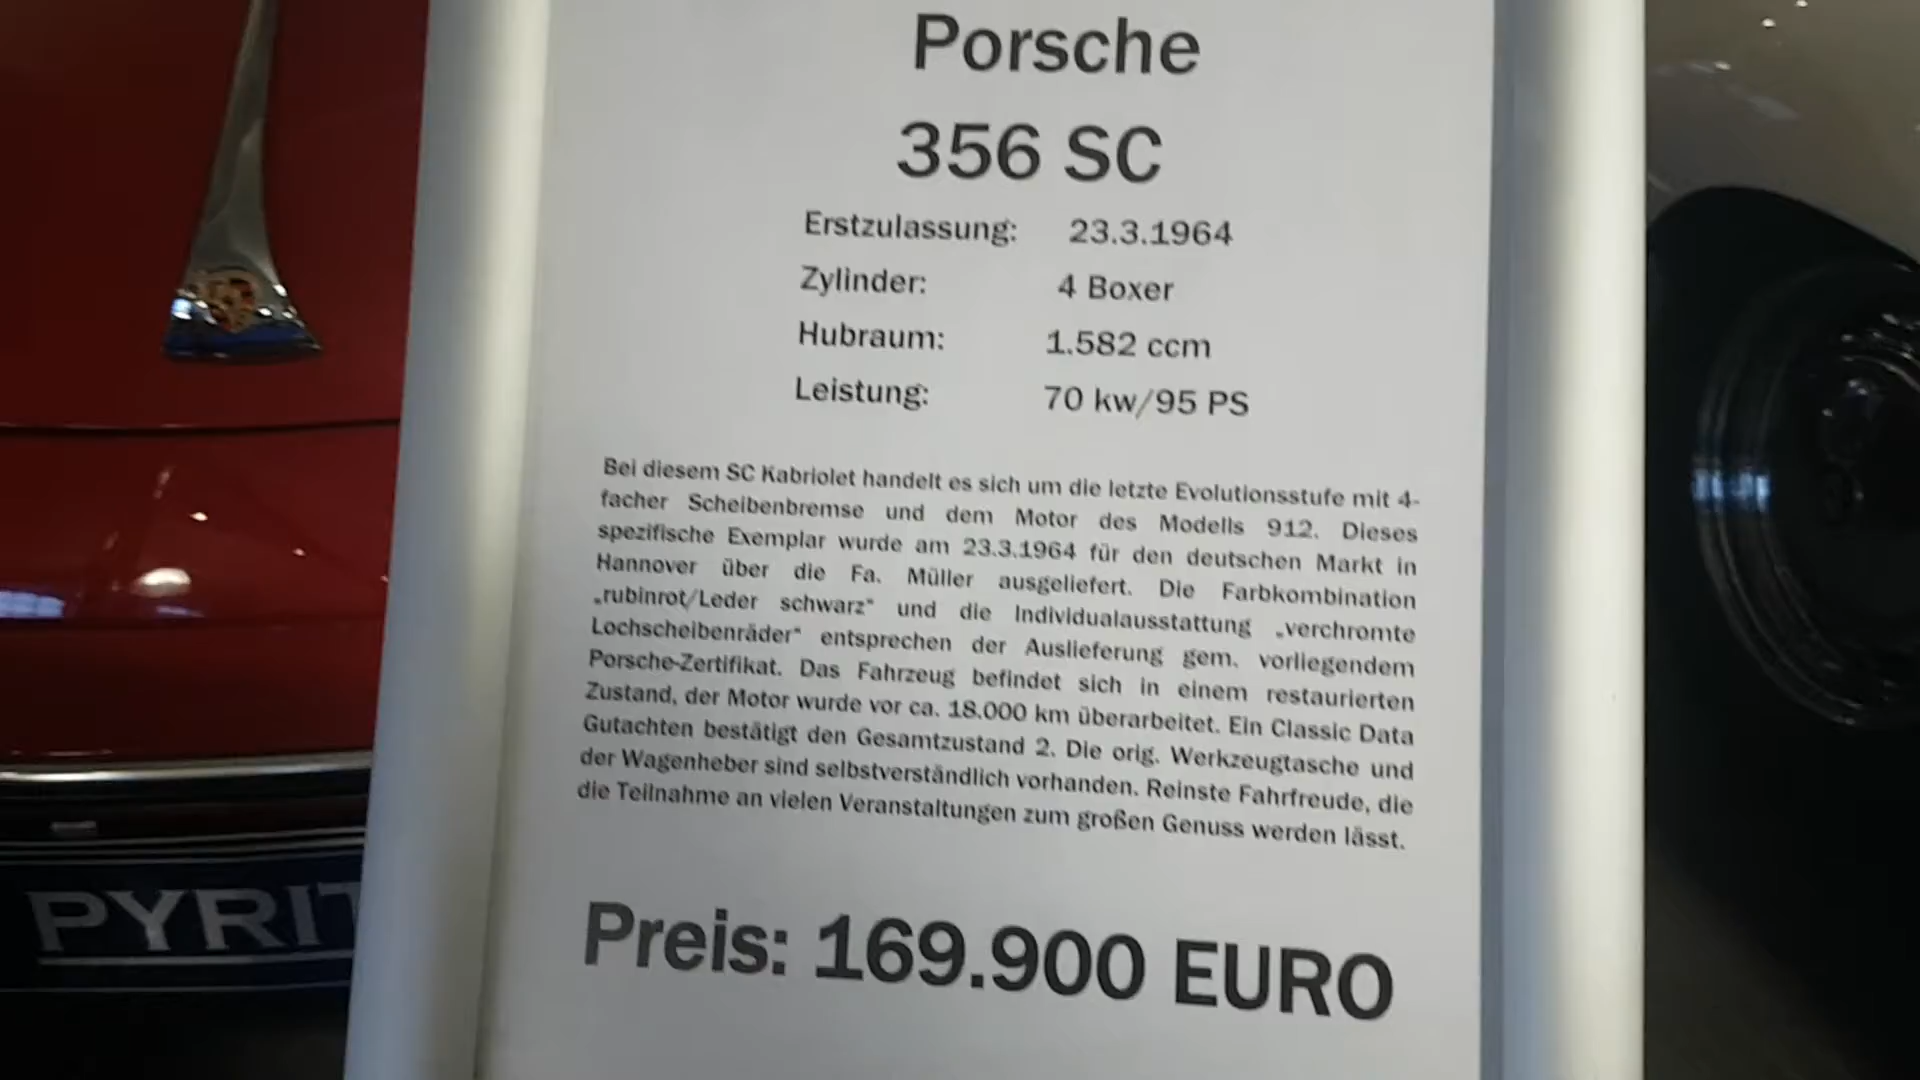 Porsche
356 SC
Erstzulassung: 23.3.1964
Zylinder: 4 Boxer
Hubraum: 1.582 ccm
Leistung: 70 kw/95 PS
Bei diesem SC Kabriolet handelt es sich um die letzte Evolutionsstufe mit 4-
facher Scheibenbremse und dem Motor des Modells 912. Dieses
spezifische Exemplar wurde am 23.3.1964 für den deutschen Markt in
Hannover über die Fa. Müller ausgeliefert. Die Farbkombination
„rubinrot/Leder schwarz“ und die Individualausstattung „verchromte
Lochscheibenräder“ entsprechen der Auslieferung gem. vorliegendem
Porsche-Zertifikat. Das Fahrzeug befindet sich in einem restaurierten
Zustand, der Motor wurde vor ca. 18.000 km überarbeitet. Ein Classic Data
Gutachten bestätigt den Gesamtzustand 2. Die orig. Werkzeugtasche und
der Wagenheber sind selbstverständlich vorhanden. Reinste Fahrfreude, die
die Teilnahme an vielen Veranstaltungen zum großen Genuss werden lässt.
Preis: 169.900 EURO
PYRIT